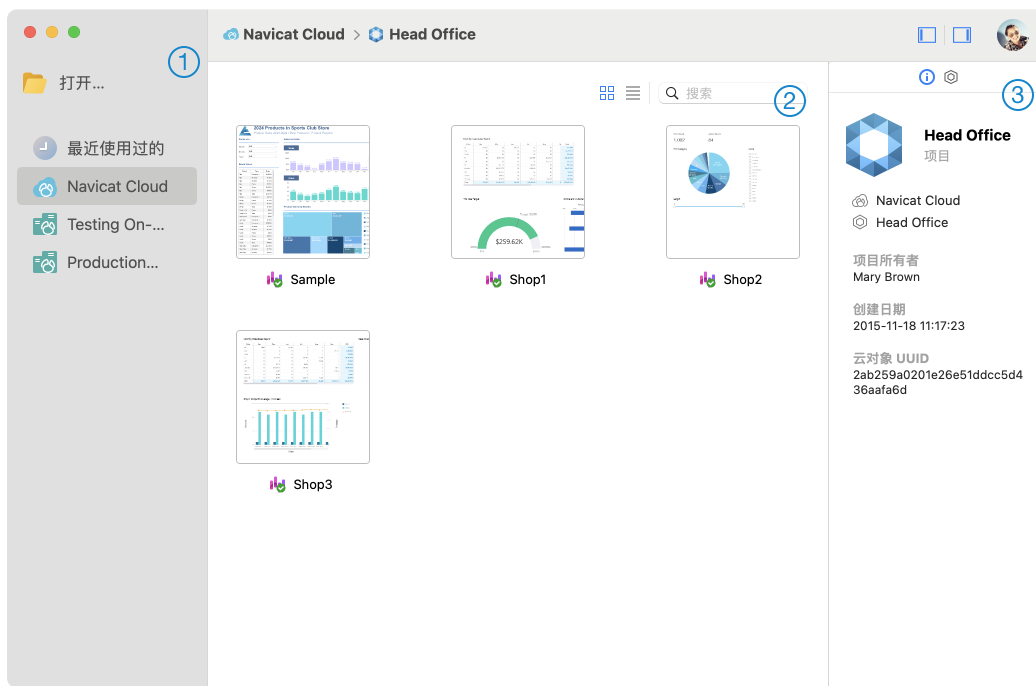 Navicat Cloud > Head Office
①
打开...
最近使用过的
Navicat Cloud
Testing On-...
Production...
搜索
②
2024 Products in Sports Club Store
Sample
$259.62K
Shop1
Shop2
Shop3
③
Head Office
项目
Navicat Cloud
Head Office
项目所有者
Mary Brown
创建日期
2015-11-18 11:17:23
云对象 UUID
2ab259a0201e26e51ddcc5d4
36aafa6d